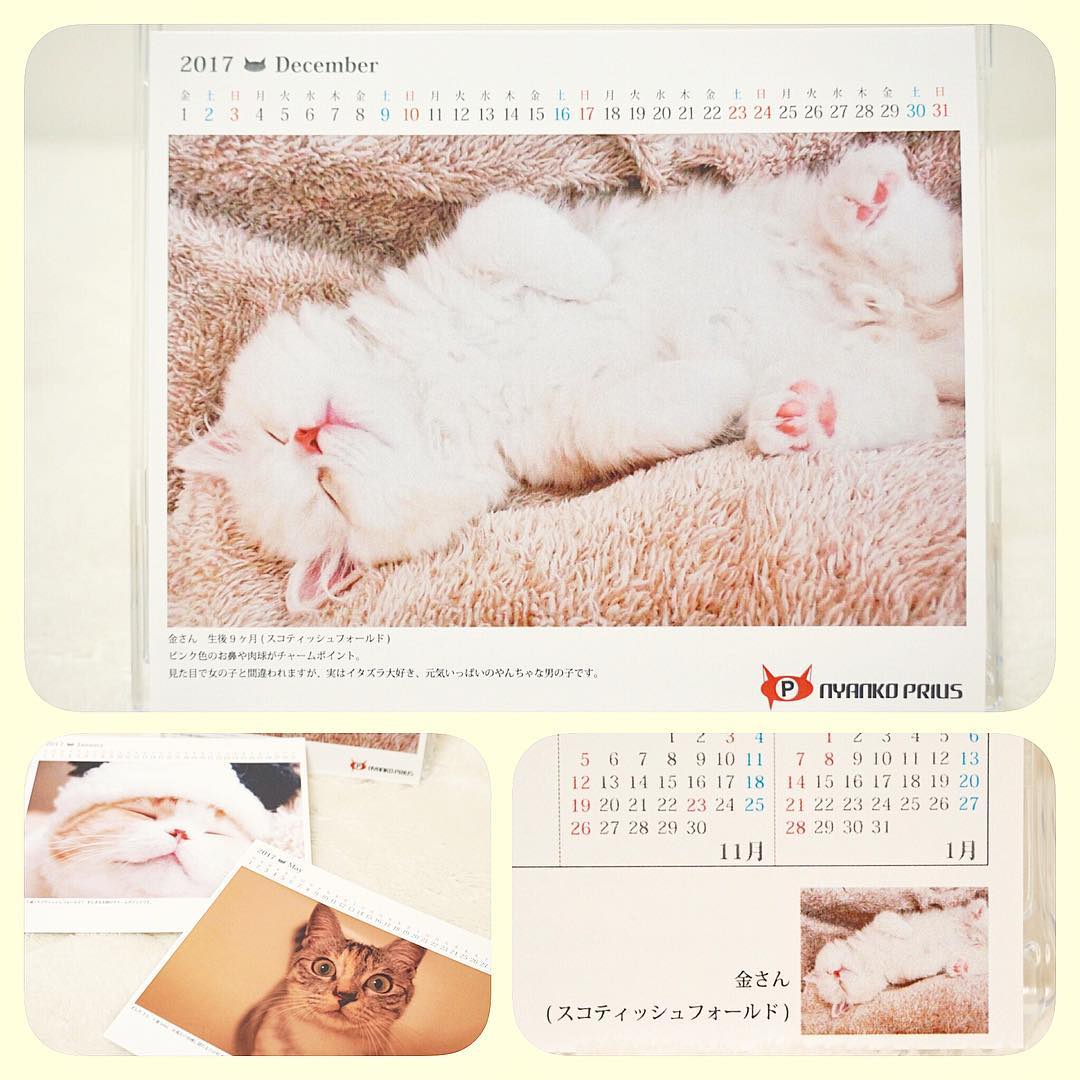 2017 December
金 土 日 月 火 水 木 金 土 日 月 火 水 木 金 土 日 月 火 水 木 金 土 日 月 火 水 木 金 土 日
1 2 3 4 5 6 7 8 9 10 11 12 13 14 15 16 17 18 19 20 21 22 23 24 25 26 27 28 29 30 31
金さん 生後9ヶ月(スコティッシュフォールド)
ピンク色のお鼻や肉球がチャームポイント。
見た目で女の子と間違われますが、実はイタズラ大好き、元気いっぱいのやんちゃな男の子です。
P NYANKO PRIUS
2017 January
NYANKO PRIUS
2017 May
1 2 3 4
5 6 7 8 9 10 11
12 13 14 15 16 17 18
19 20 21 22 23 24 25
26 27 28 29 30
11月
1 2 3 4 5 6
7 8 9 10 11 12 13
14 15 16 17 18 19 20
21 22 23 24 25 26 27
28 29 30 31
1月
金さん
(スコティッシュフォールド)